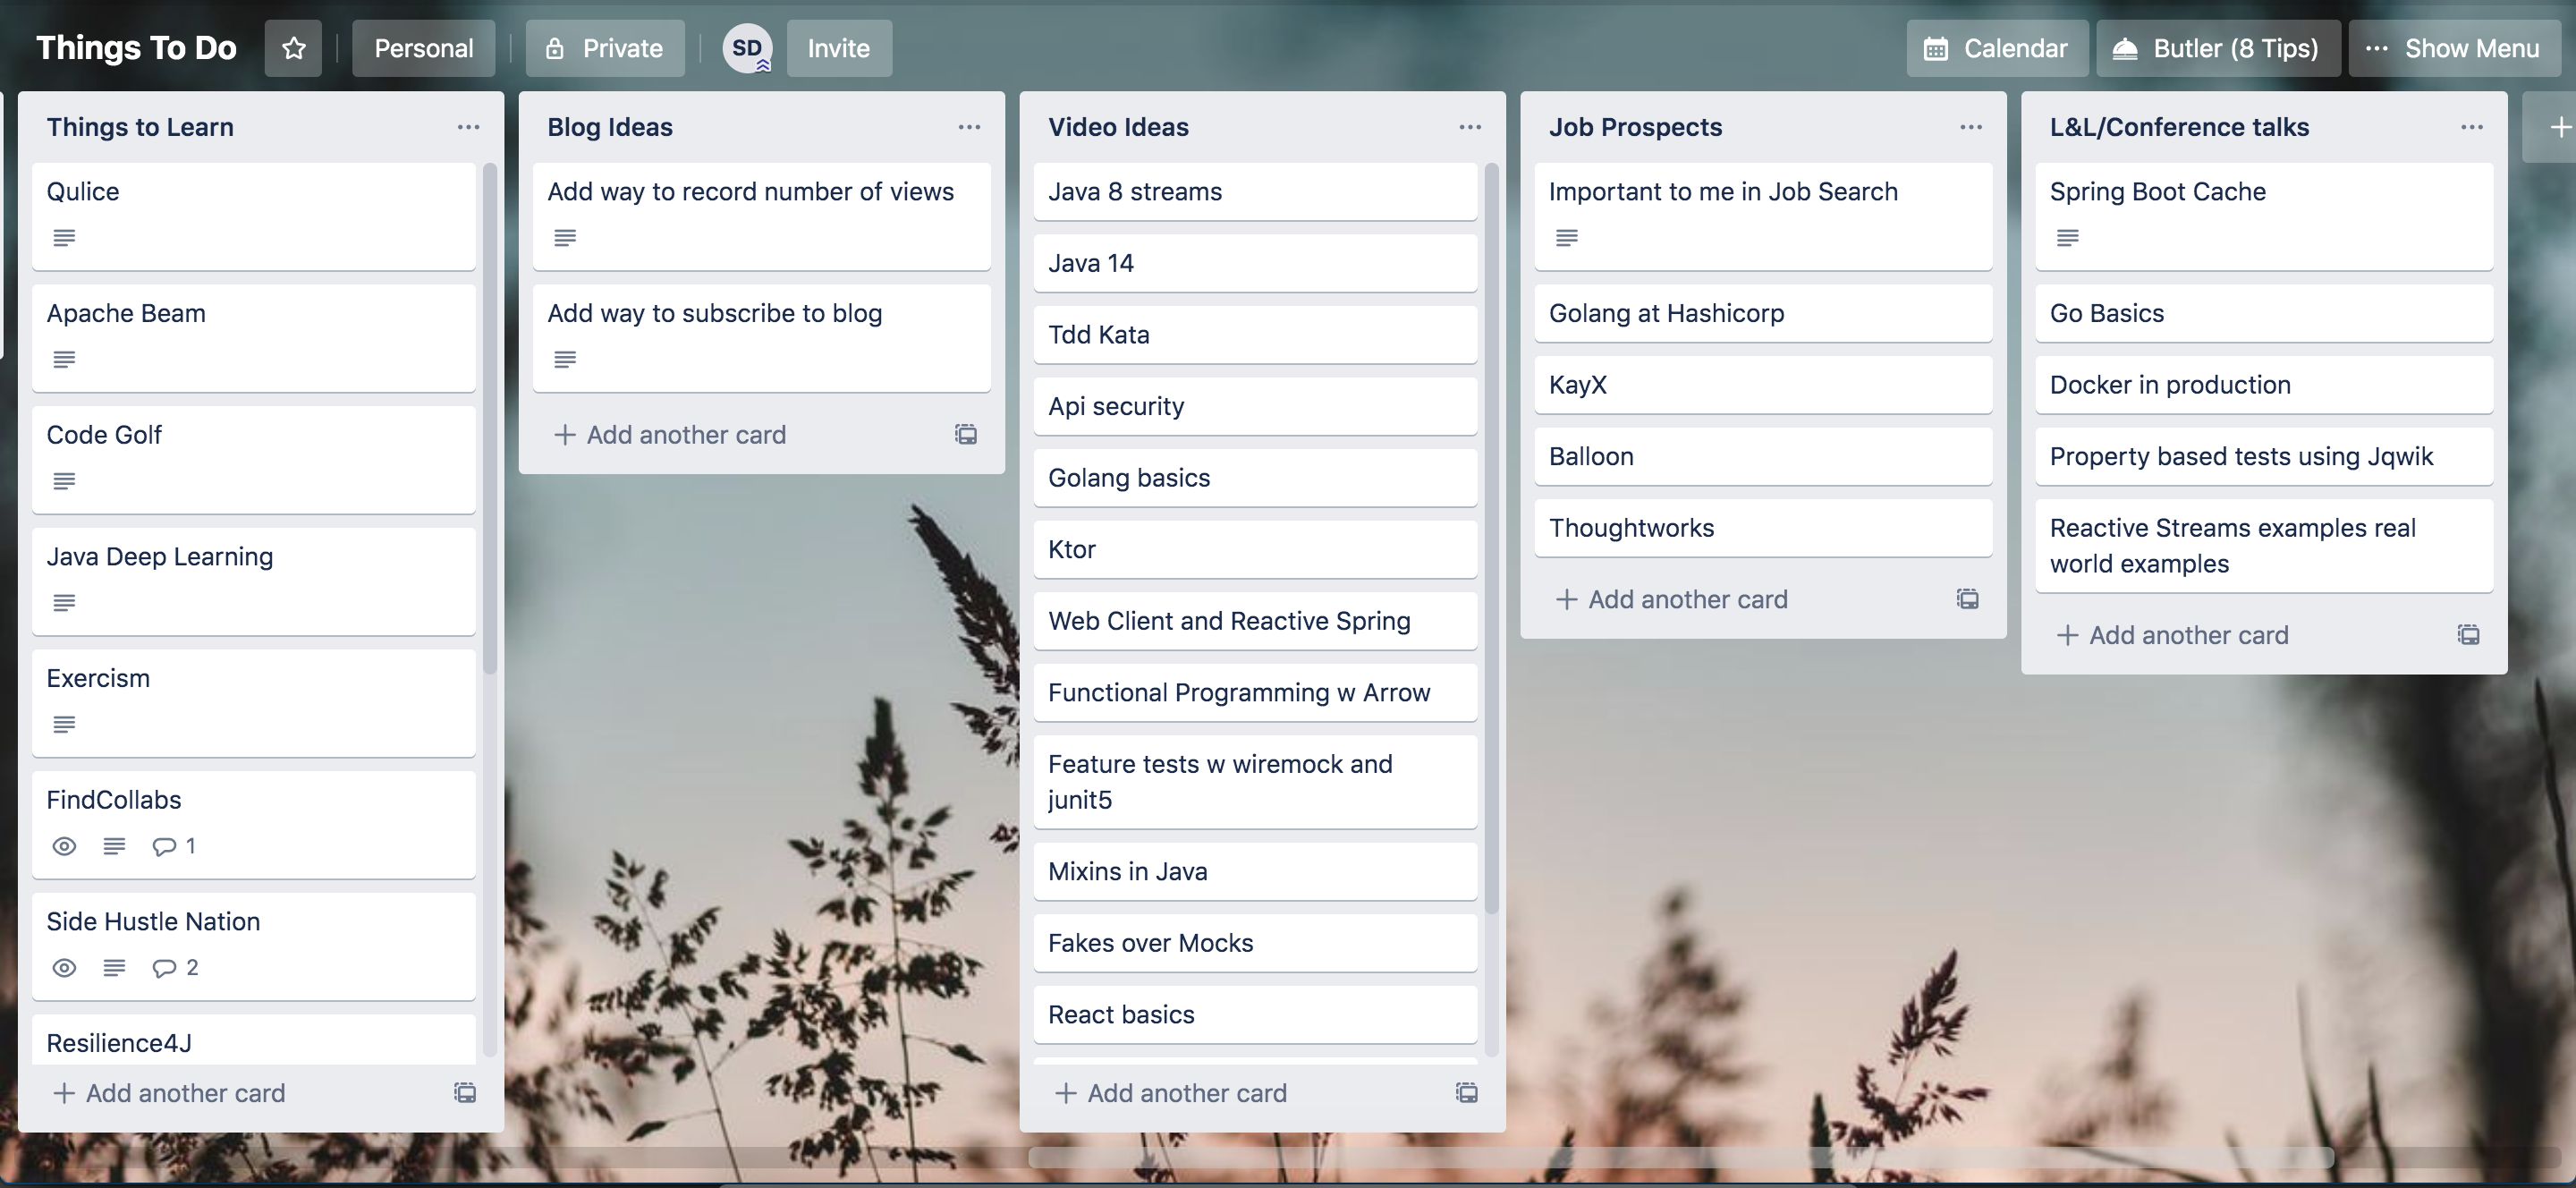 Things To Do
Personal
Private
SD
Invite
Calendar
Butler (8 Tips)
Show Menu
Things to Learn
Qulice
Apache Beam
Code Golf
Java Deep Learning
Exercism
FindCollabs
1
Side Hustle Nation
2
Resilience4J
Add another card
Blog Ideas
Add way to record number of views
Add way to subscribe to blog
Add another card
Video Ideas
Java 8 streams
Java 14
Tdd Kata
Api security
Golang basics
Ktor
Web Client and Reactive Spring
Functional Programming w Arrow
Feature tests w wiremock and
junit5
Mixins in Java
Fakes over Mocks
React basics
Add another card
Job Prospects
Important to me in Job Search
Golang at Hashicorp
KayX
Balloon
Thoughtworks
Add another card
L&L/Conference talks
Spring Boot Cache
Go Basics
Docker in production
Property based tests using Jqwik
Reactive Streams examples real
world examples
Add another card